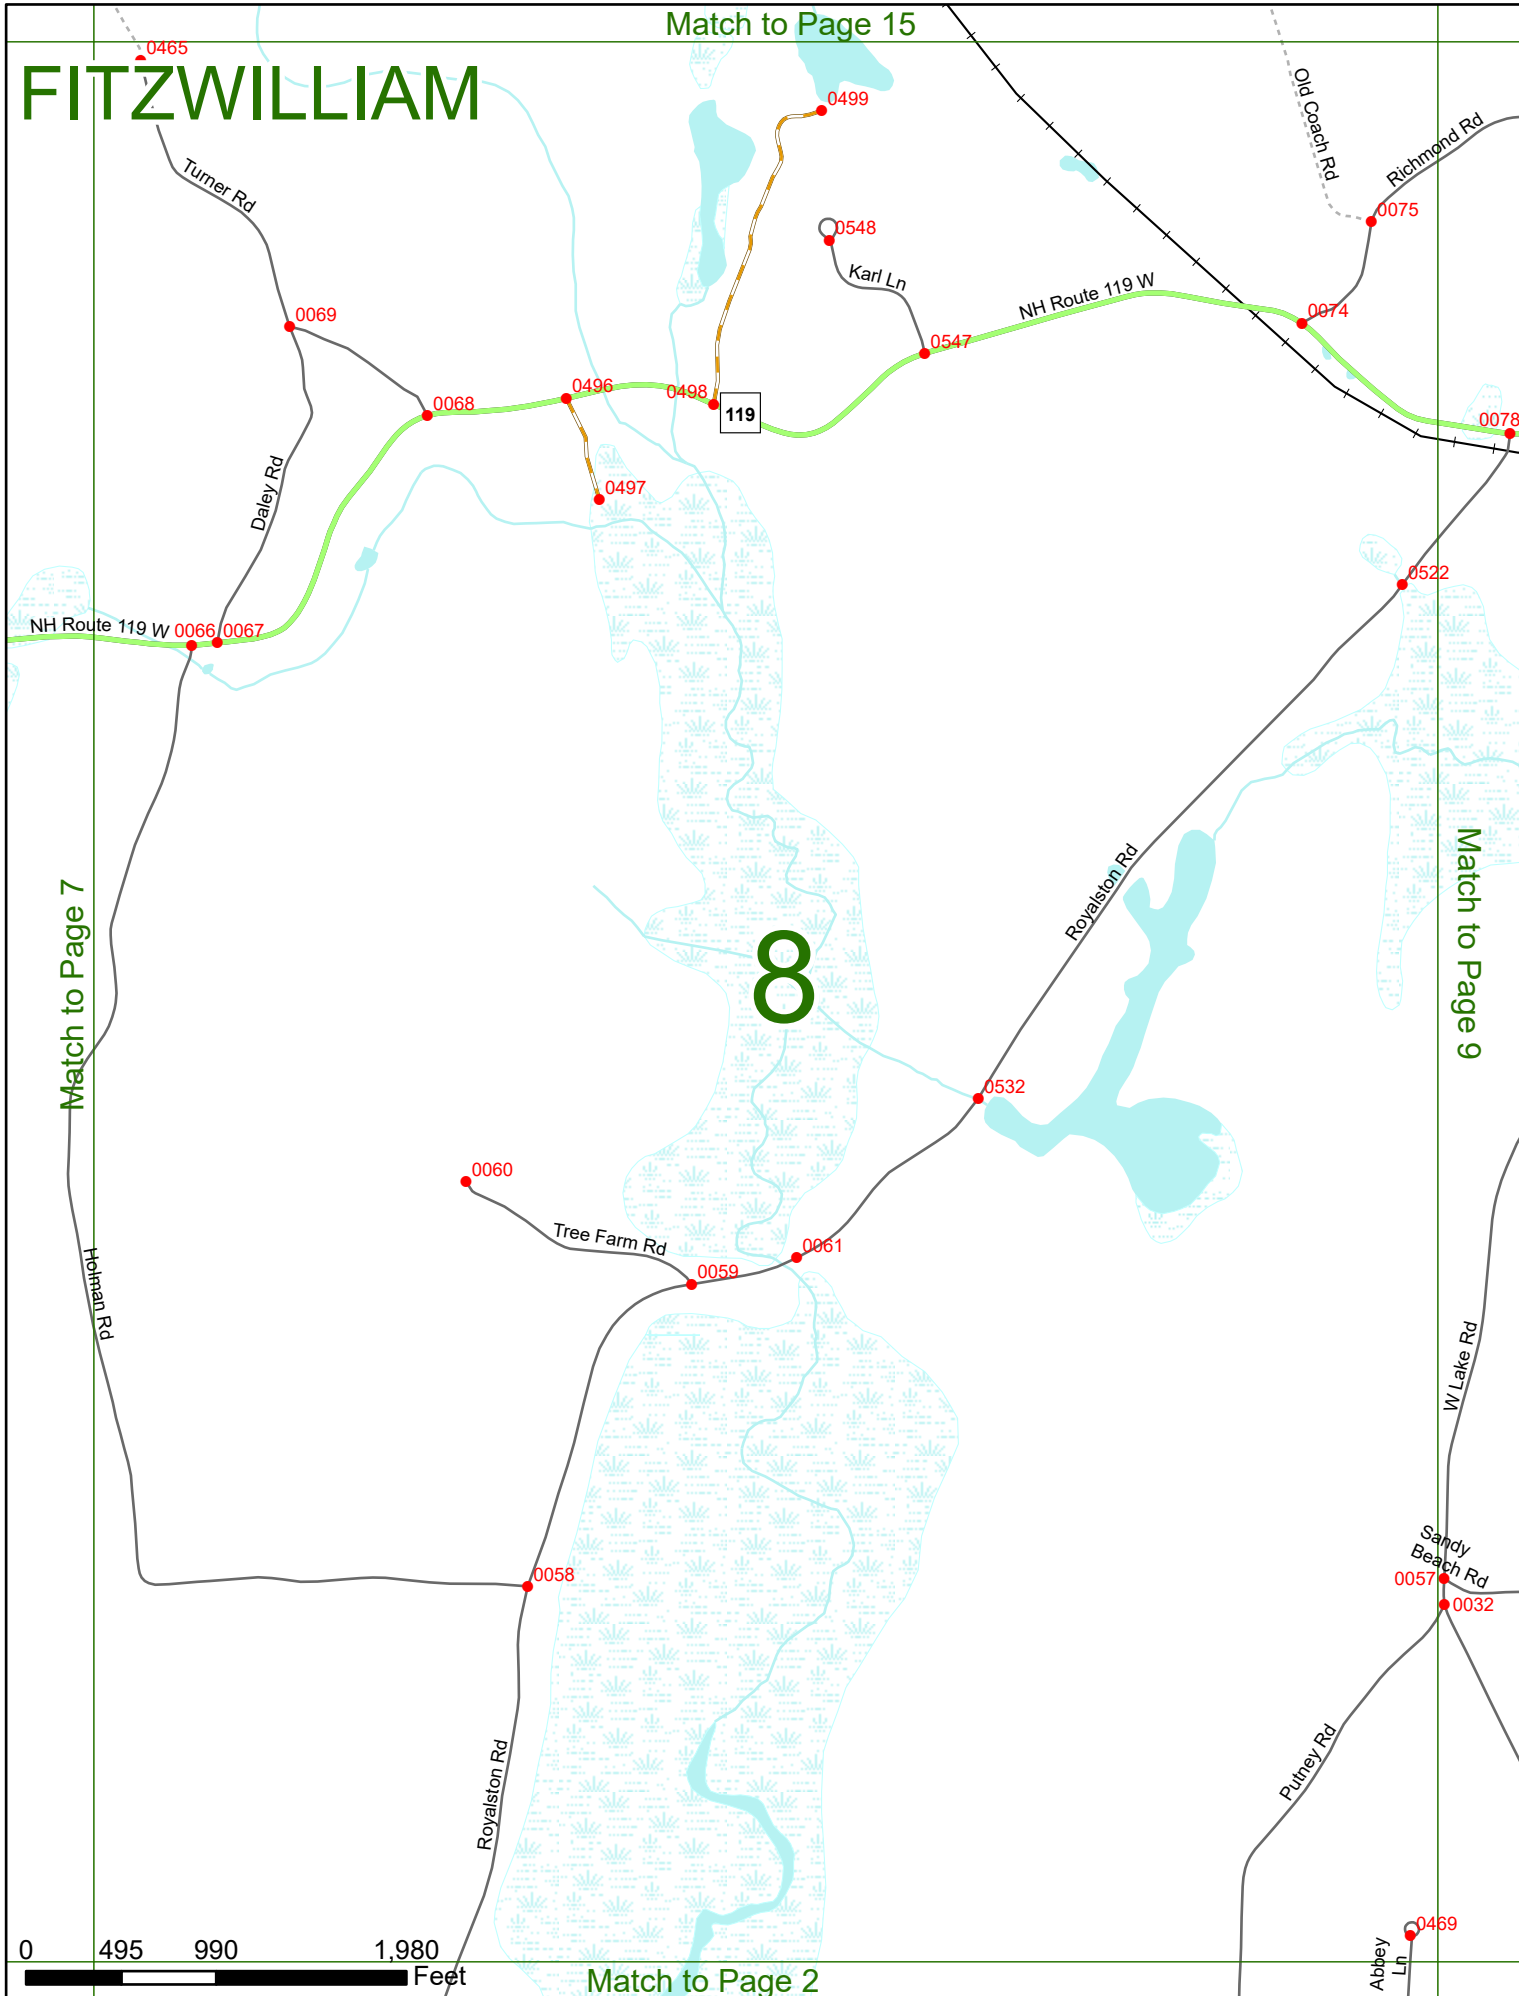 Match to Page 15
0465
FITZWILLIAM
0499
Old Coach Rd
Richmond Rd
Turner Rd
0075
0548
Karl Ln
NH Route 119 W
0069
0074
0547
0496
0498
119
0068
0078
Daley Rd
0497
0522
NH Route 119 W
0066
0067
Royalston Rd
Match to Page 7
Match to Page 9
8
0532
0060
Tree Farm Rd
0061
0059
Holman Rd
W Lake Rd
Sandy
Beach Rd
0057
0058
0032
Putney Rd
Royalston Rd
0469
Abbey
Ln
0 495 990 1,980
Feet
Match to Page 2